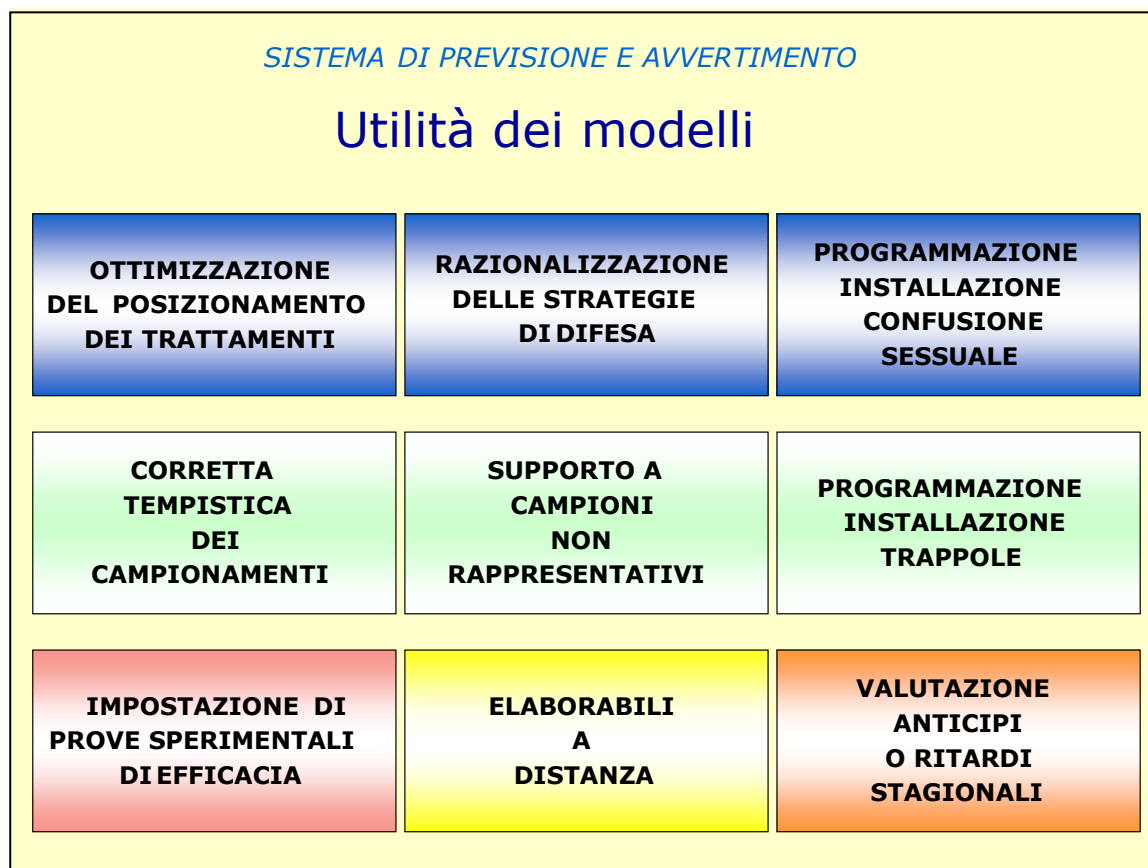 SISTEMA DI PREVISIONE E AVVERTIMENTO
Utilità dei modelli
OTTIMIZZAZIONE
DEL POSIZIONAMENTO
DEI TRATTAMENTI
RAZIONALIZZAZIONE
DELLE STRATEGIE
DI DIFESA
PROGRAMMAZIONE
INSTALLAZIONE
CONFUSIONE
SESSUALE
CORRETTA
TEMPISTICA
DEI
CAMPIONAMENTI
SUPPORTO A
CAMPIONI
NON
RAPPRESENTATIVI
PROGRAMMAZIONE
INSTALLAZIONE
TRAPPOLE
IMPOSTAZIONE DI
PROVE SPERIMENTALI
DI EFFICACIA
ELABORABILI
A
DISTANZA
VALUTAZIONE
ANTICIPI
O RITARDI
STAGIONALI